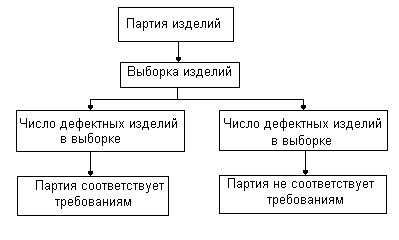 Партия изделий
Выборка изделий
Число дефектных изделий
в выборке
Число дефектных изделий
в выборке
Партия соответствует
требованиям
Партия не соответствует
требованиям